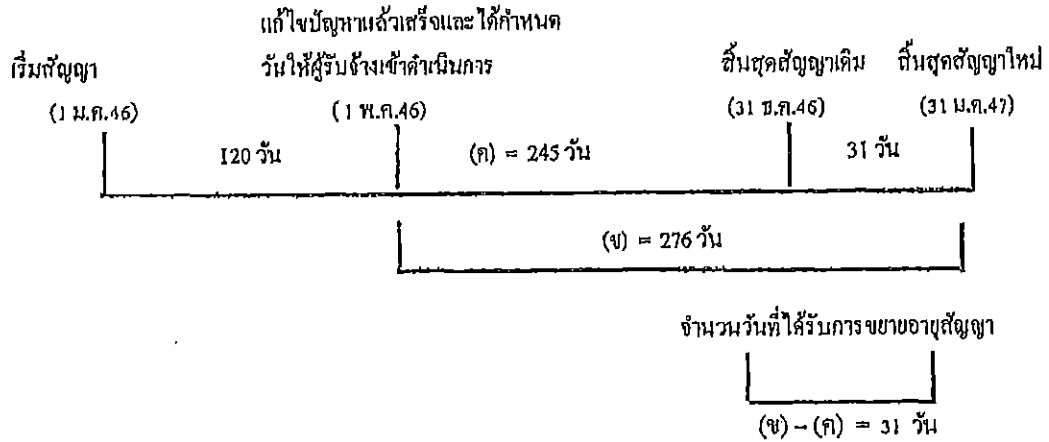 แก้ไขปัญหาแล้วเสร็จและได้กำหนด
เริ่มสัญญา วันให้ผู้รับจ้างเข้าดำเนินการ สิ้นสุดสัญญาเดิม สิ้นสุดสัญญาใหม่
(1 ม.ค.46) (1 พ.ค.46) (31 ธ.ค.46) (31 ม.ค.47)
120 วัน (ค) = 245 วัน 31 วัน
(ข) = 276 วัน
จำนวนวันที่ได้รับการขยายอายุสัญญา
(ข) - (ค) = 31 วัน